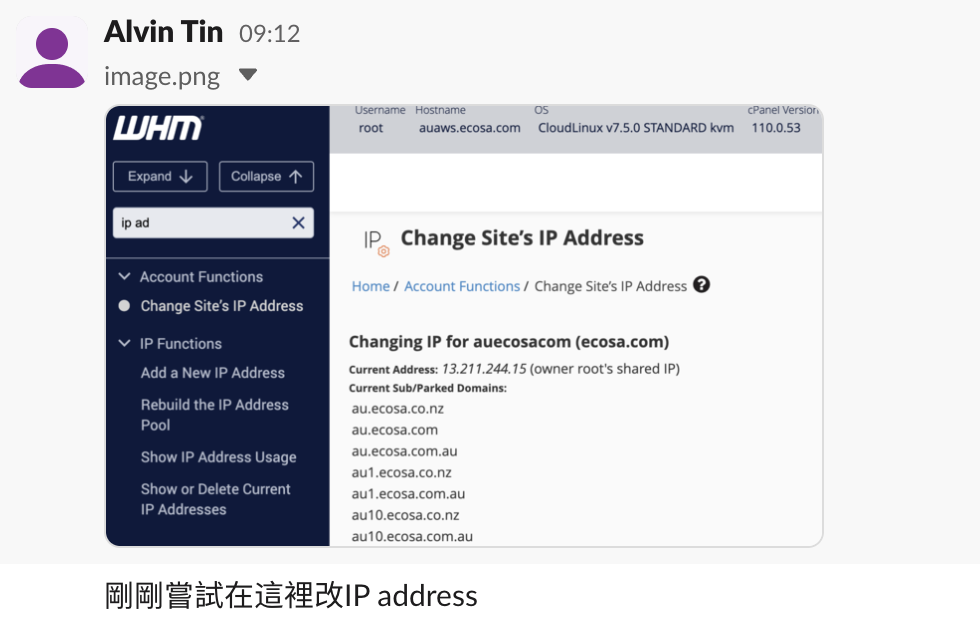 Alvin Tin 09:12
image.png
WHM
Username Hostname OS cPanel Version
root auaws.ecosa.com CloudLinux v7.5.0 STANDARD kvm 110.0.53
Expand Collapse
ip ad
Account Functions
Change Site's IP Address
IP Functions
Add a New IP Address
Rebuild the IP Address
Pool
Show IP Address Usage
Show or Delete Current
IP Addresses
IP Change Site's IP Address
Home / Account Functions / Change Site's IP Address ?
Changing IP for auecosacom (ecosa.com)
Current Address: 13.211.244.15 (owner root's shared IP)
Current Sub/Parked Domains:
au.ecosa.co.nz
au.ecosa.com
au.ecosa.com.au
au1.ecosa.co.nz
au1.ecosa.com.au
au10.ecosa.co.nz
au10.ecosa.com.au
剛剛嘗試在這裡改IP address